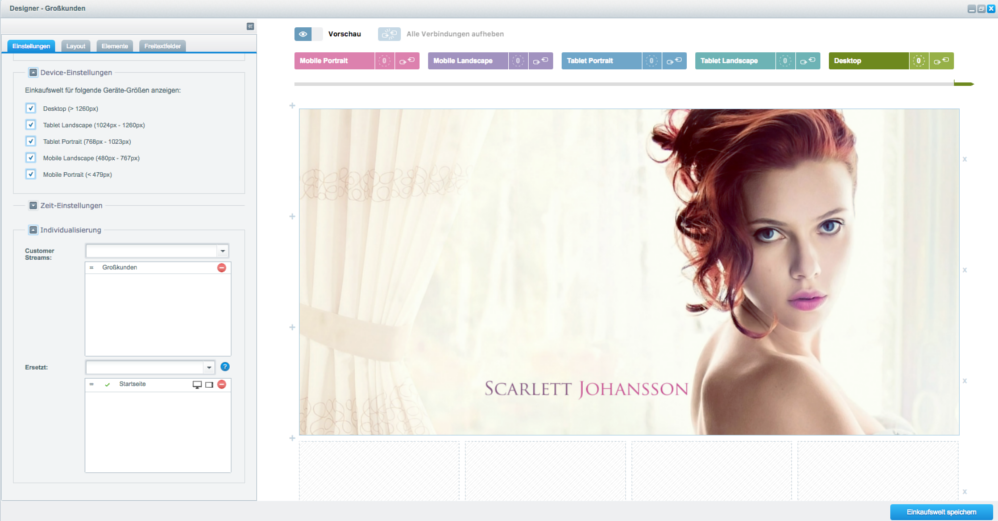 Designer - Großkunden
Einstellungen
Layout
Elemente
Freitextfelder
Device-Einstellungen
Einkaufswelt für folgende Geräte-Größen anzeigen:
Desktop (> 1260px)
Tablet Landscape (1024px - 1260px)
Tablet Portrait (768px - 1023px)
Mobile Landscape (480px - 767px)
Mobile Portrait (< 479px)
Zeit-Einstellungen
Individualisierung
Customer
Streams:
Großkunden
Ersetzt:
?
Startseite
Vorschau
Alle Verbindungen aufheben
Mobile Portrait 0
Mobile Landscape 0
Tablet Portrait 0
Tablet Landscape 0
Desktop 0
Scarlett Johansson
Einkaufswelt speichern